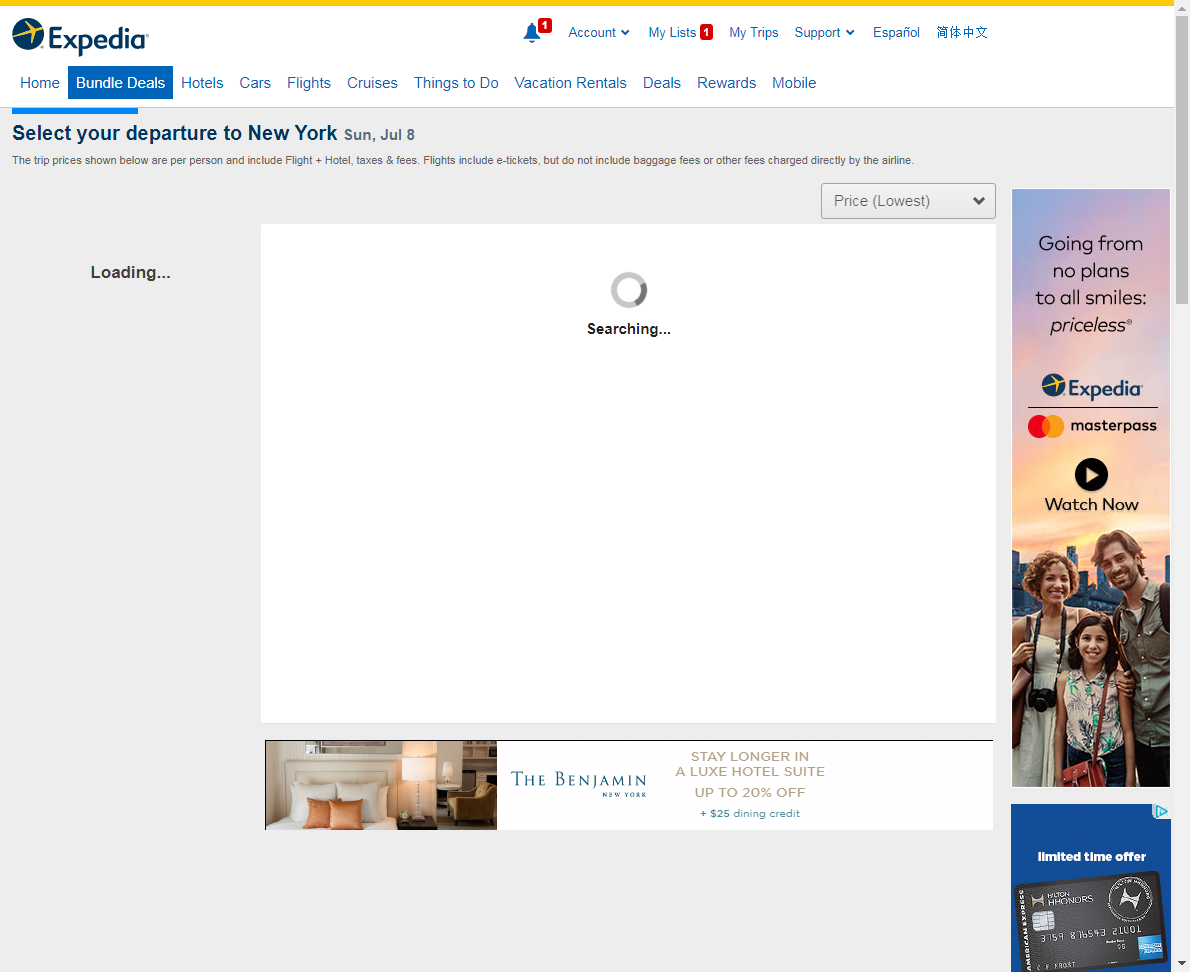 Expedia
1
Account
My Lists 1
My Trips
Support
Español
简体中文
Home
Bundle Deals
Hotels
Cars
Flights
Cruises
Things to Do
Vacation Rentals
Deals
Rewards
Mobile
Select your departure to New York Sun, Jul 8
The trip prices shown below are per person and include Flight + Hotel, taxes & fees. Flights include e-tickets, but do not include baggage fees or other fees charged directly by the airline.
Price (Lowest)
Loading...
Searching...
Going from
no plans
to all smiles:
priceless®
Expedia
masterpass
Watch Now
THE BENJAMIN
NEW YORK
STAY LONGER IN
A LUXE HOTEL SUITE
UP TO 20% OFF
+ $25 dining credit
limited time offer
AMERICAN EXPRESS
HILTON
HHONORS
3759 876543 21001
95
C F FROST